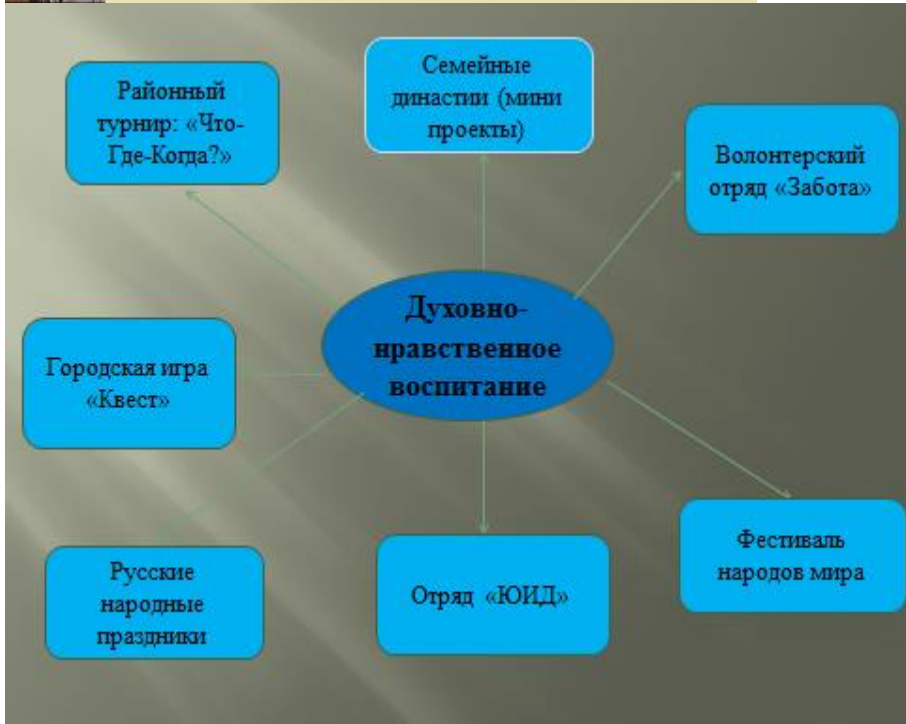 Семейные
династии (мини
проекты)
Районный
турнир: «Что-
Где-Когда?»
Волонтерский
отряд «Забота»
Духовно-
нравственное
воспитание
Городская игра
«Квест»
Фестиваль
народов мира
Отряд «ЮИД»
Русские
народные
праздники